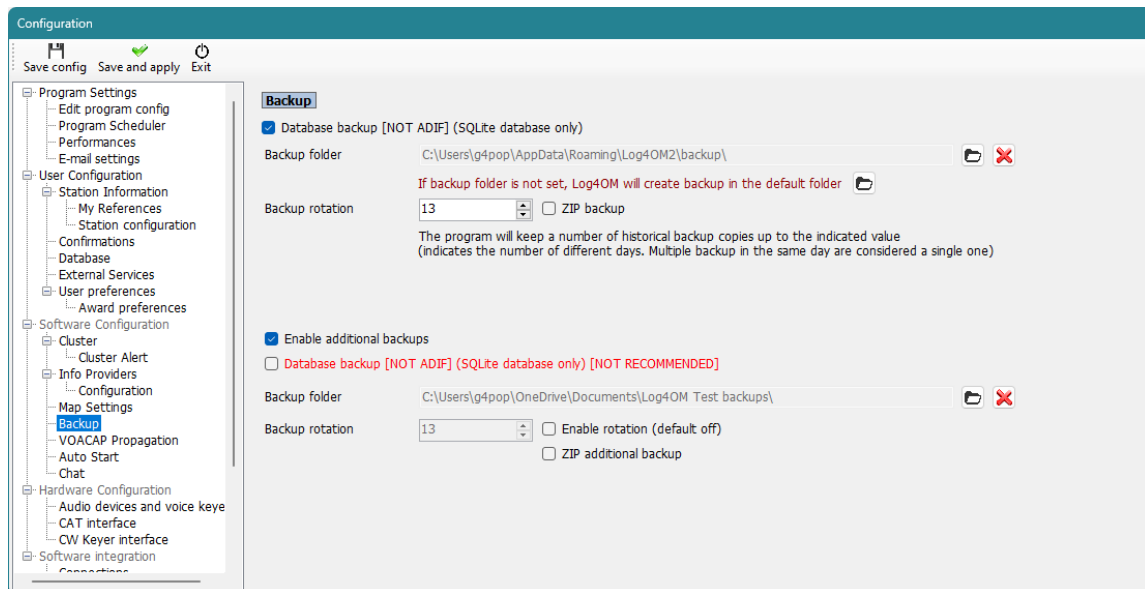 Configuration
Save config Save and apply Exit
Program Settings
Edit program config
Program Scheduler
Performances
E-mail settings
User Configuration
Station Information
My References
Station configuration
Confirmations
Database
External Services
User preferences
Award preferences
Software Configuration
Cluster
Cluster Alert
Info Providers
Configuration
Map Settings
Backup
VOACAP Propagation
Auto Start
Chat
Hardware Configuration
Audio devices and voice keye
CAT interface
CW Keyer interface
Software integration
Connections
Backup
Database backup [NOT ADIF] (SQLite database only)
Backup folder C:\Users\g4pop\AppData\Roaming\Log4OM2\backup\
If backup folder is not set, Log4OM will create backup in the default folder
Backup rotation 13 ZIP backup
The program will keep a number of historical backup copies up to the indicated value
(indicates the number of different days. Multiple backup in the same day are considered a single one)
Enable additional backups
Database backup [NOT ADIF] (SQLite database only) [NOT RECOMMENDED]
Backup folder C:\Users\g4pop\OneDrive\Documents\Log4OM Test backups\
Backup rotation 13 Enable rotation (default off)
ZIP additional backup